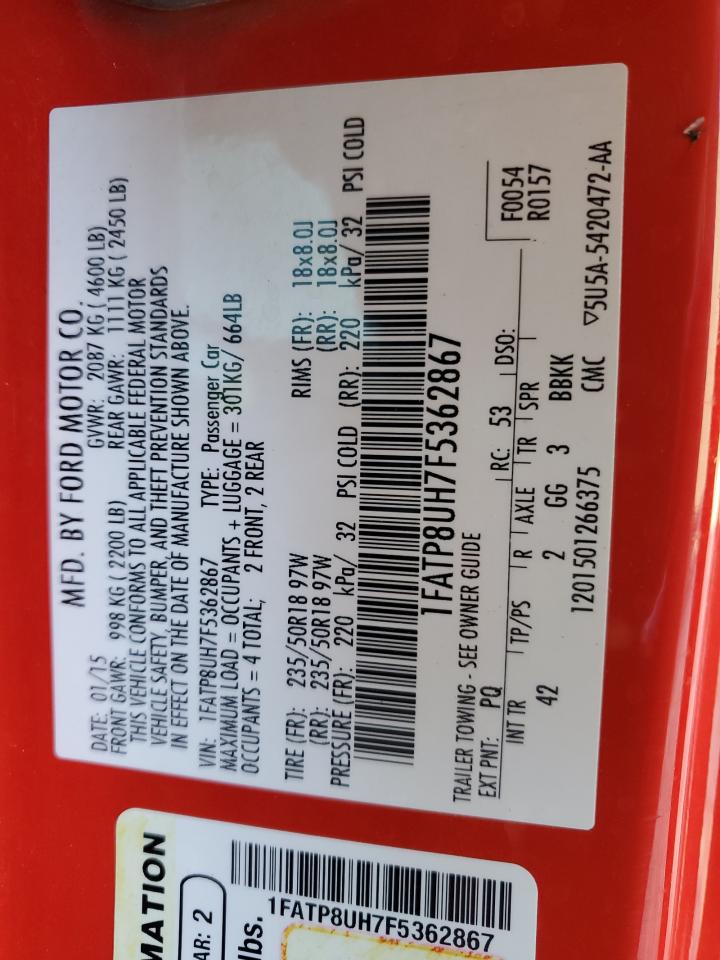 MFD. BY FORD MOTOR CO.
DATE: 01/15 GVWR: 2087 KG ( 4600 LB)
FRONT GAWR: 998 KG ( 2200 LB) REAR GAWR: 1111 KG ( 2450 LB)
THIS VEHICLE CONFORMS TO ALL APPLICABLE FEDERAL MOTOR
VEHICLE SAFETY, BUMPER, AND THEFT PREVENTION STANDARDS
IN EFFECT ON THE DATE OF MANUFACTURE SHOWN ABOVE.
VIN: 1FATP8UH7F5362867 TYPE: Passenger Car
MAXIMUM LOAD = OCCUPANTS + LUGGAGE = 301KG/ 664LB
OCCUPANTS = 4 TOTAL; 2 FRONT, 2 REAR
TIRE (FR): 235/50R18 97W RIMS (FR): 18x8.0J
(RR): 235/50R18 97W (RR): 18x8.0J
PRESSURE (FR): 220 kPa/ 32 PSI COLD (RR): 220 kPa/ 32 PSI COLD
1FATP8UH7F5362867
TRAILER TOWING - SEE OWNER GUIDE
F0054
R0157
EXT PNT: PQ RC: 53 DSO:
INT TR TP/PS R AXLE TR SPR
42 2 GG 3 BBKK
1201501266375 CMC ▽5U5A-5420472-AA
MATION
AR: 2
lbs.
1FATP8UH7F5362867